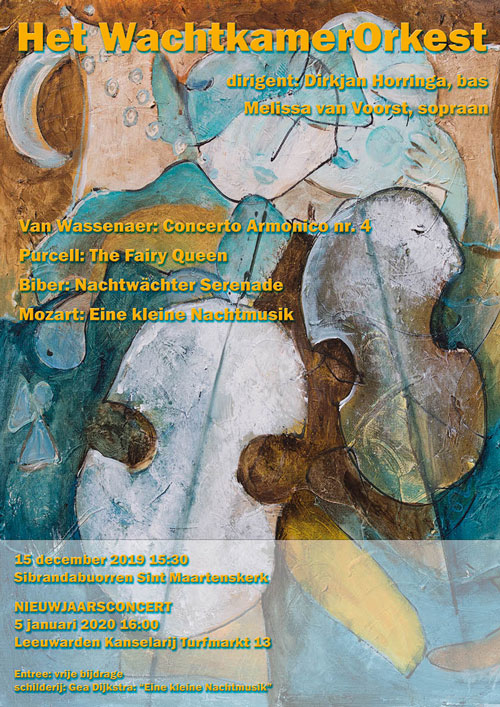 Het WachtkamerOrkest
dirigent: Dirkjan Horringa, bas
Melissa van Voorst, sopraan
Van Wassenaer: Concerto Armonico nr. 4
Purcell: The Fairy Queen
Biber: Nachtwächter Serenade
Mozart: Eine kleine Nachtmusik
15 december 2019 15:30
Sibrandabuorren Sint Maartenskerk
NIEUWJAARSCONCERT
5 januari 2020 16:00
Leeuwarden Kanselarij Turfmarkt 13
Entree: vrije bijdrage
schilderij: Gea Dijkstra: "Eine kleine Nachtmusik"